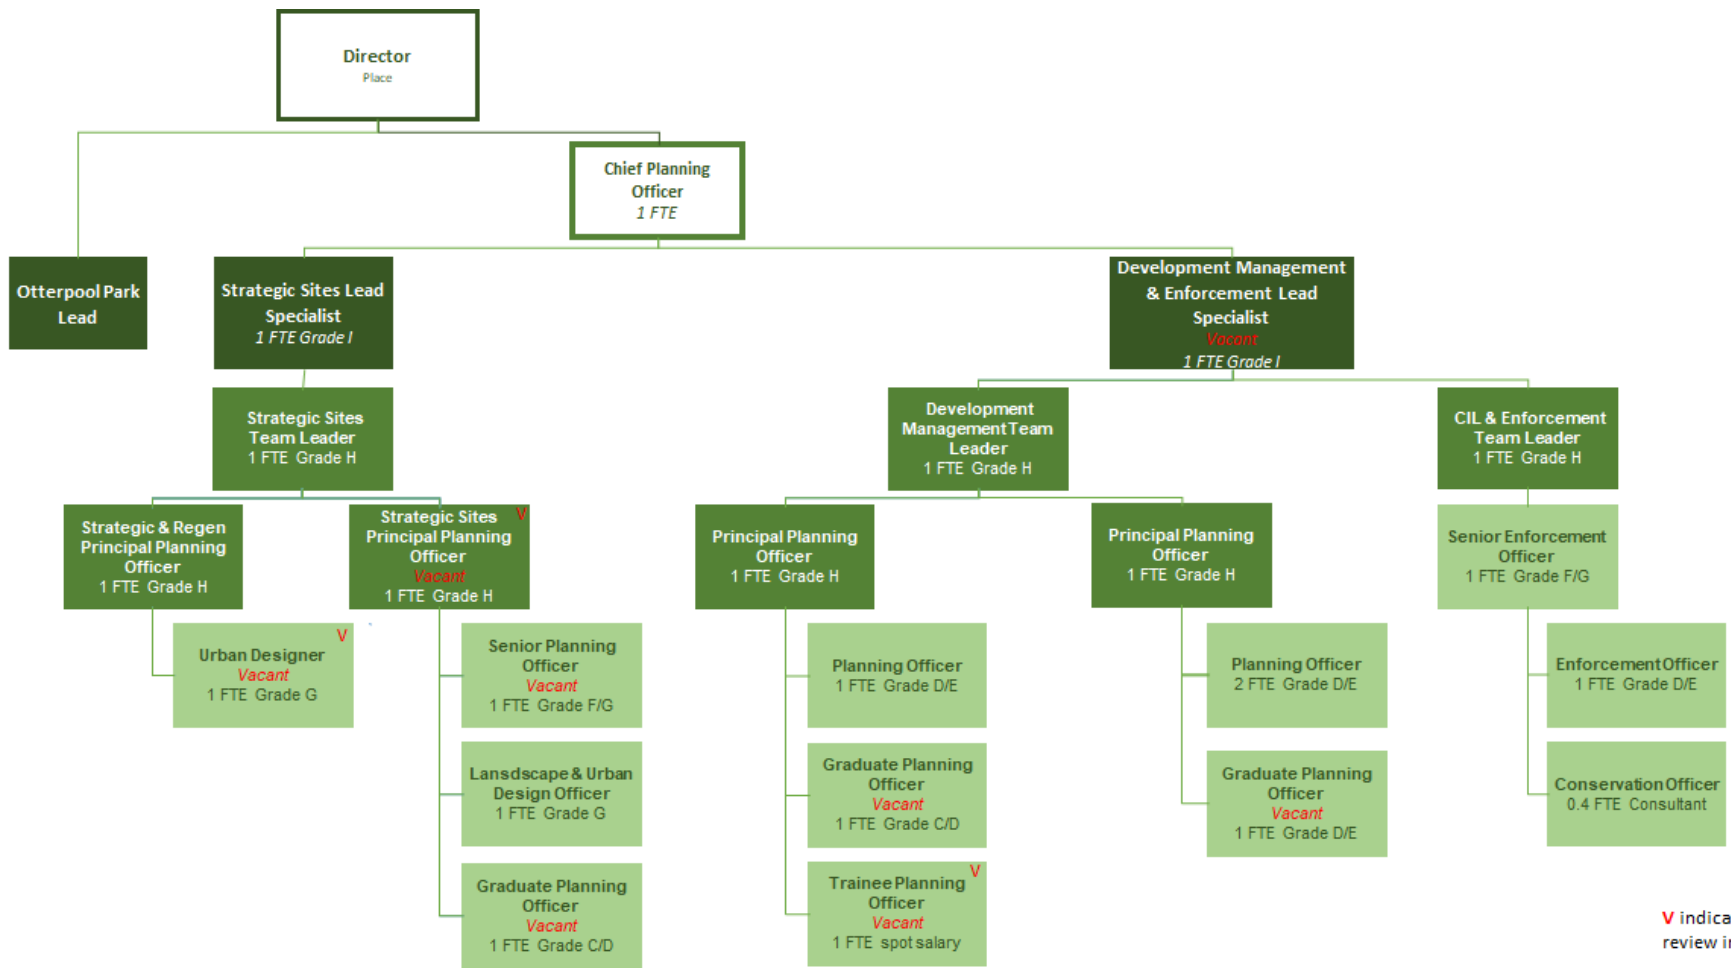 Director
Place
Chief Planning
Officer
1 FTE
Otterpool Park
Lead
Strategic Sites Lead
Specialist
1 FTE Grade I
Development Management
& Enforcement Lead
Specialist
Vacant
1 FTE Grade I
Strategic Sites
Team Leader
1 FTE Grade H
Development
Management Team
Leader
1 FTE Grade H
CIL & Enforcement
Team Leader
1 FTE Grade H
Strategic & Regen
Principal Planning
Officer
1 FTE Grade H
V
Strategic Sites
Principal Planning
Officer
Vacant
1 FTE Grade H
Principal Planning
Officer
1 FTE Grade H
Principal Planning
Officer
1 FTE Grade H
Senior Enforcement
Officer
1 FTE Grade F/G
V
Urban Designer
Vacant
1 FTE Grade G
Senior Planning
Officer
Vacant
1 FTE Grade F/G
Planning Officer
1 FTE Grade D/E
Planning Officer
2 FTE Grade D/E
Enforcement Officer
1 FTE Grade D/E
Lansdscape & Urban
Design Officer
1 FTE Grade G
Graduate Planning
Officer
Vacant
1 FTE Grade C/D
Graduate Planning
Officer
Vacant
1 FTE Grade D/E
Conservation Officer
0.4 FTE Consultant
Graduate Planning
Officer
Vacant
1 FTE Grade C/D
V
Trainee Planning
Officer
Vacant
1 FTE spot salary
V indica
review i